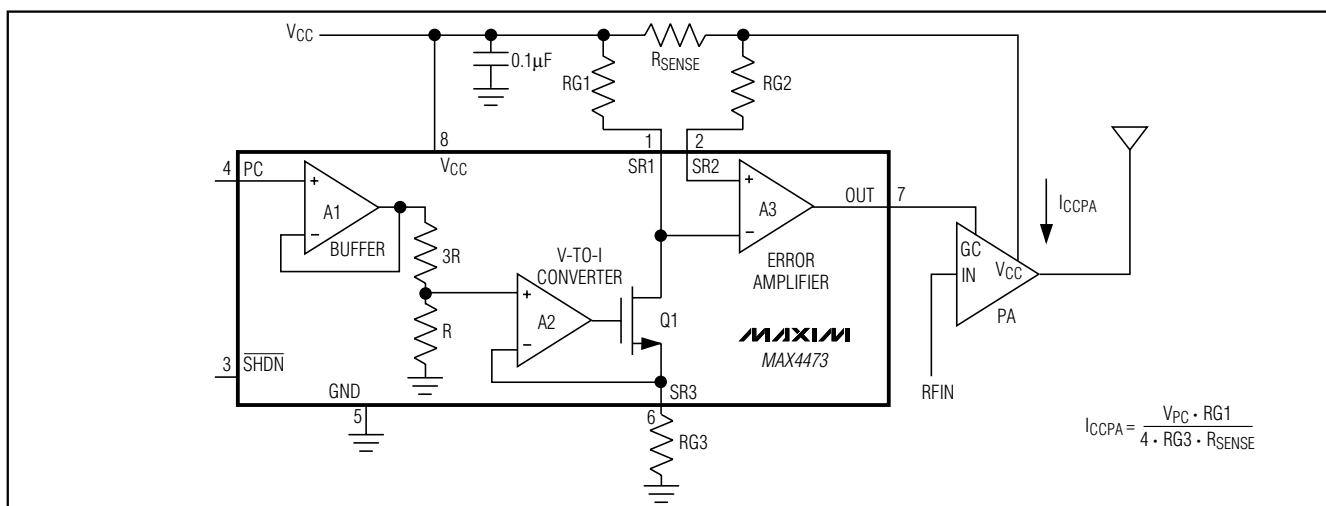 VCC
0.1µF
RG1
RSENSE
RG2
8
VCC
1
SR1
2
SR2
4
PC
+
A1
−
BUFFER
3R
R
V-TO-I
CONVERTER
+
A2
−
Q1
+
A3
−
ERROR
AMPLIFIER
OUT
7
MAXIM
MAX4473
3
SHDN
GND
5
SR3
6
RG3
ICCPA
GC
IN
VCC
PA
RFIN
ICCPA = VPC • RG1
4 • RG3 • RSENSE